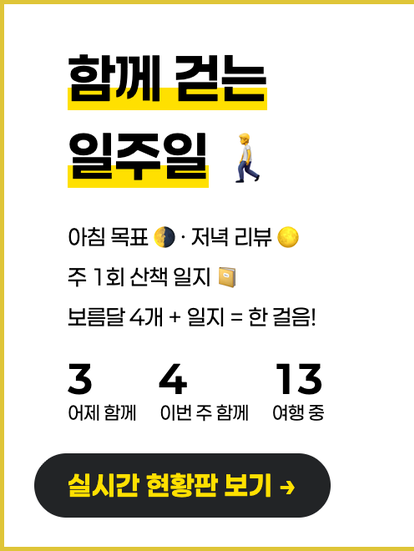 함께 걷는
일주일 🚶
아침 목표 🌗 · 저녁 리뷰 🌕
주 1회 산책 일지 📔
보름달 4개 + 일지 = 한 걸음!
3 4 13
어제 함께 이번 주 함께 여행 중
실시간 현황판 보기 →